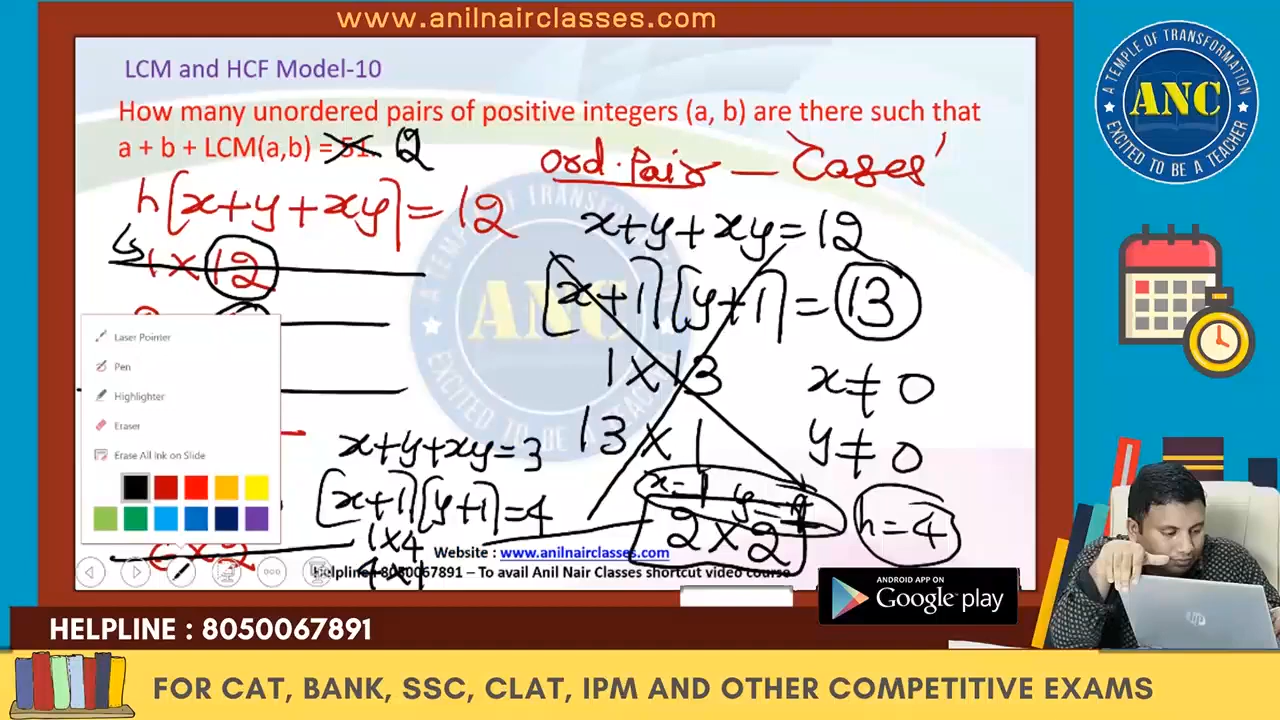 www.anilnairclasses.com
LCM and HCF Model-10
How many unordered pairs of positive integers (a, b) are there such that
a + b + LCM(a,b) = 51. 12
Ord. Pair — 'Cases'
h[x+y+xy] = 12
x+y+xy=12
1 x 12
[x+1][y+1] = 13
1 x 13
x ≠ 0
13 x 1
y ≠ 0
x+y+xy=3
[x+1][y+1]=4
1x4
4x1
x=1 y=1
2 x 2
h=4
Laser Pointer
Pen
Highlighter
Eraser
Erase All Ink on Slide
Website : www.anilnairclasses.com
Helpline : 8050067891 – To avail Anil Nair Classes shortcut video course
A TEMPLE OF TRANSFORMATION
ANC
EXCITED TO BE A TEACHER
ANDROID APP ON
Google play
HELPLINE : 8050067891
FOR CAT, BANK, SSC, CLAT, IPM AND OTHER COMPETITIVE EXAMS